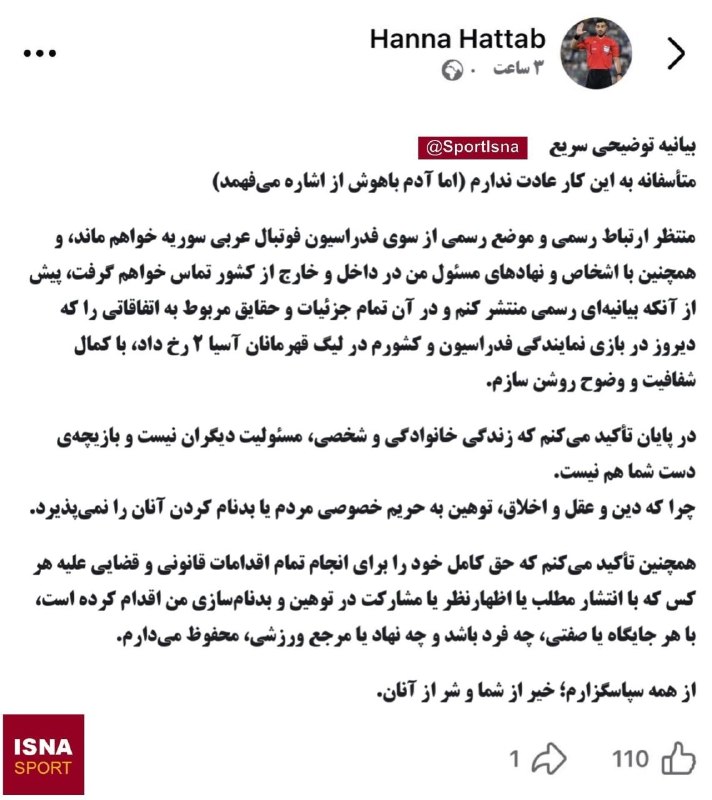 Hanna Hattab
۳ ساعت
بیانیه توضیحی سریع @SportIsna
متأسفانه به این کار عادت ندارم (اما آدم باهوش از اشاره می‌فهمد)
منتظر ارتباط رسمی و موضع رسمی از سوی فدراسیون فوتبال عربی سوریه خواهم ماند، و
همچنین با اشخاص و نهادهای مسئول من در داخل و خارج از کشور تماس خواهم گرفت، پیش
از آنکه بیانیه‌ای رسمی منتشر کنم و در آن تمام جزئیات و حقایق مربوط به اتفاقاتی را که
دیروز در بازی نمایندگی فدراسیون و کشورم در لیگ قهرمانان آسیا ۲ رخ داد، با کمال
شفافیت و وضوح روشن سازم.
در پایان تأکید می‌کنم که زندگی خانوادگی و شخصی، مسئولیت دیگران نیست و بازیچه‌ی
دست شما هم نیست.
چرا که دین و عقل و اخلاق، توهین به حریم خصوصی مردم یا بدنام کردن آنان را نمی‌پذیرد.
همچنین تأکید می‌کنم که حق کامل خود را برای انجام تمام اقدامات قانونی و قضایی علیه هر
کس که با انتشار مطلب یا اظهارنظر یا مشارکت در توهین و بدنام‌سازی من اقدام کرده است،
با هر جایگاه یا صفتی، چه فرد باشد و چه نهاد یا مرجع ورزشی، محفوظ می‌دارم.
از همه سپاسگزارم؛ خیر از شما و شر از آنان.
110
1
ISNA
SPORT